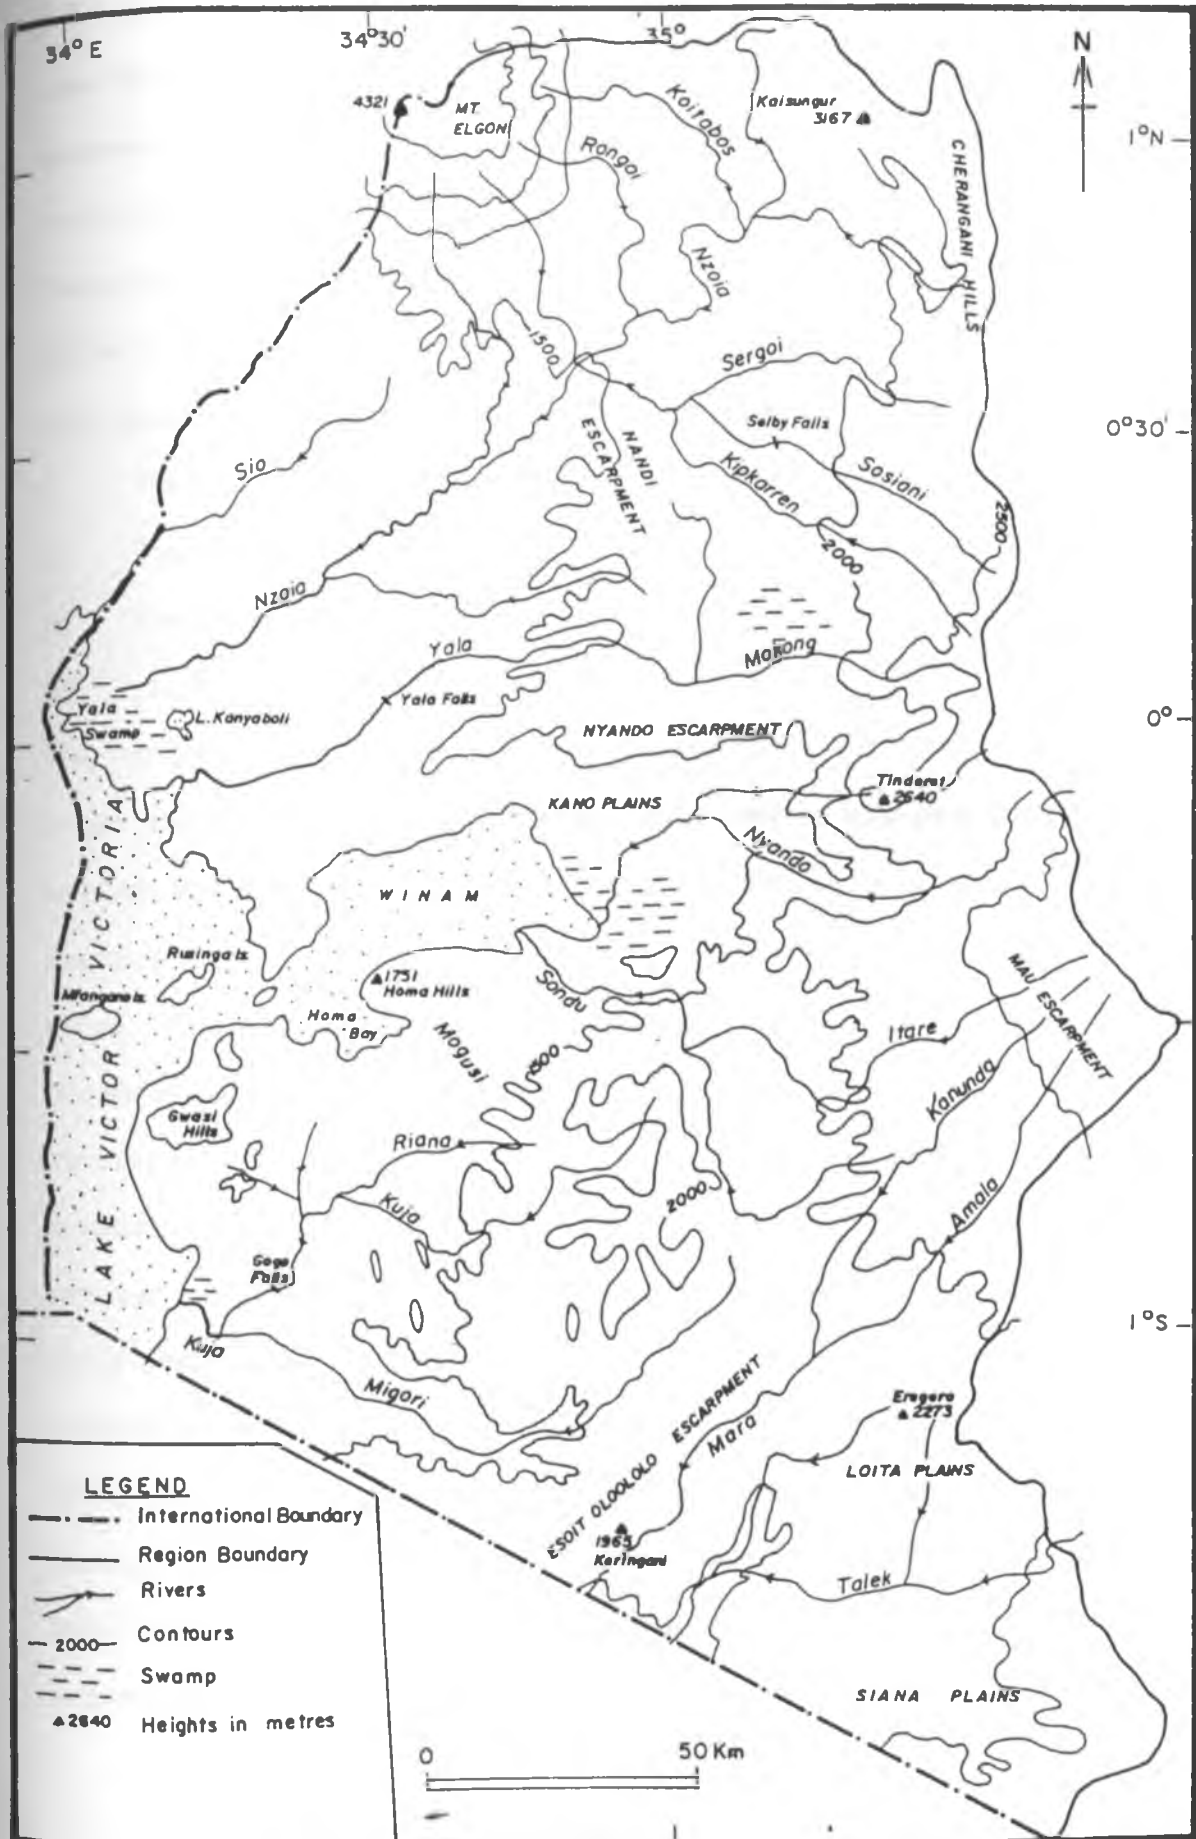 34° E
34°30'
35°
N
4321
MT.
ELGON
Koitabos
Kaisungur
3167
1°N
Rongai
CHERANGANI HILLS
Nzoia
1500
Sergoi
Selby Falls
0°30'
NANDI
ESCARPMENT
Sio
Kipkarren
Sosiani
2500
2000
Nzoia
Yala
Yala Falls
Yala
Swamp
L. Kanyaboli
NYANDO ESCARPMENT
0°
Tinderet
2640
KANO PLAINS
Nyando
WINAM
LAKE VICTORIA
Rusinga Is.
Mfangano Is.
1751
Homa Hills
Homa
Bay
Sondu
MAU ESCARPMENT
Itare
Mogusi
1500
Kanunda
Gwasi
Hills
Riana
Kuja
2000
Amala
LAKE VICTOR
Gogo
Falls
Kuja
1°S
Migori
ESOIT OLOOLOLO ESCARPMENT
Mara
2273
LOITA PLAINS
1965
Karingani
Talek
SIANA PLAINS
LEGEND
International Boundary
Region Boundary
Rivers
2000 Contours
Swamp
2640 Heights in metres
0 50 Km